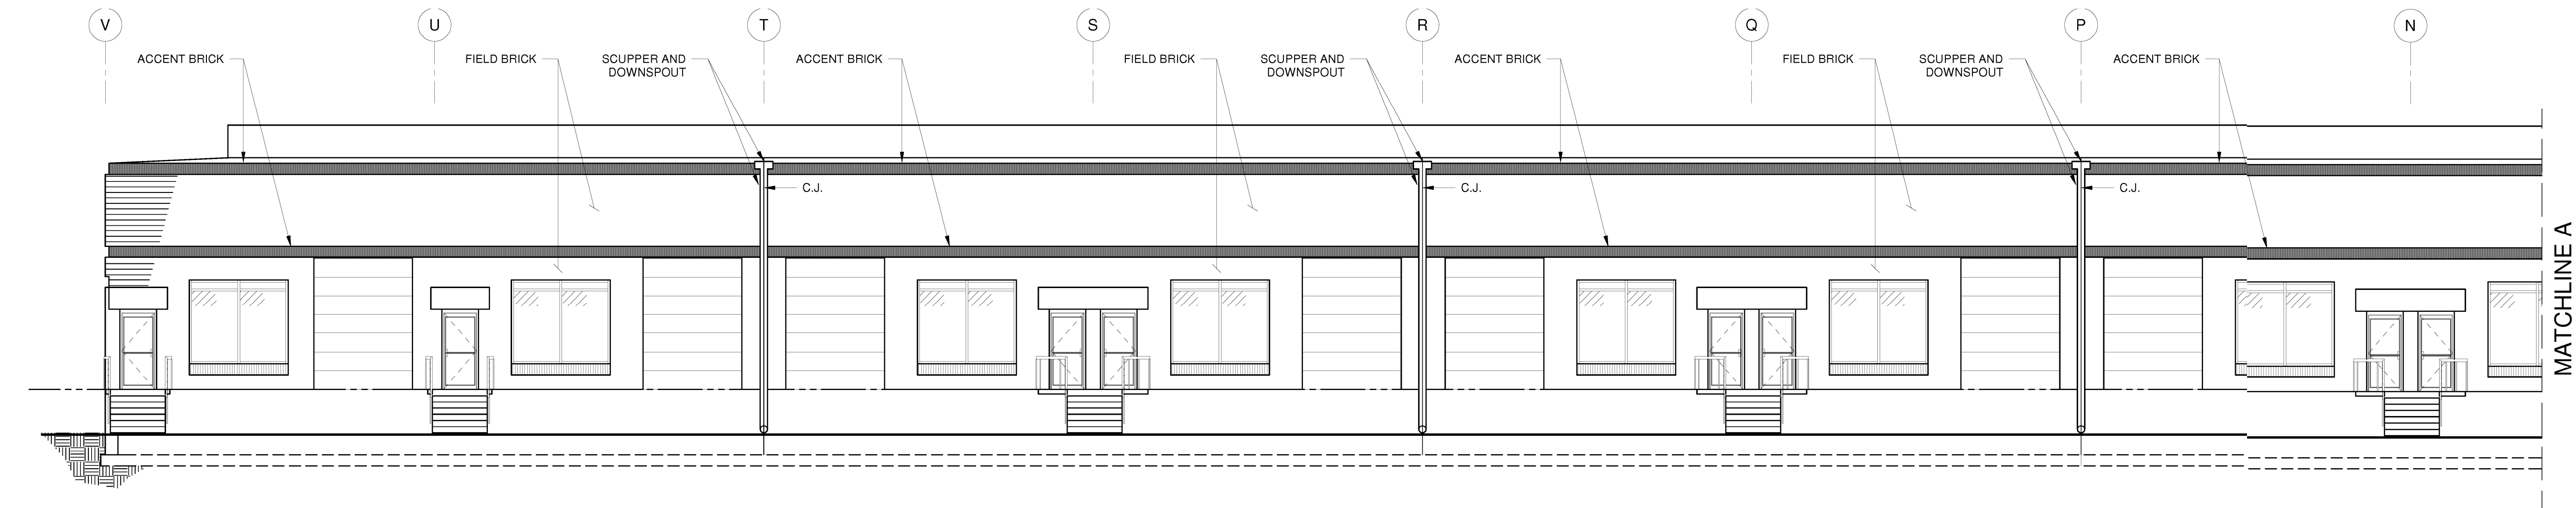 V
U
T
S
R
Q
P
N
ACCENT BRICK
FIELD BRICK
SCUPPER AND
DOWNSPOUT
ACCENT BRICK
FIELD BRICK
SCUPPER AND
DOWNSPOUT
ACCENT BRICK
FIELD BRICK
SCUPPER AND
DOWNSPOUT
ACCENT BRICK
C.J.
C.J.
C.J.
MATCHLINE A